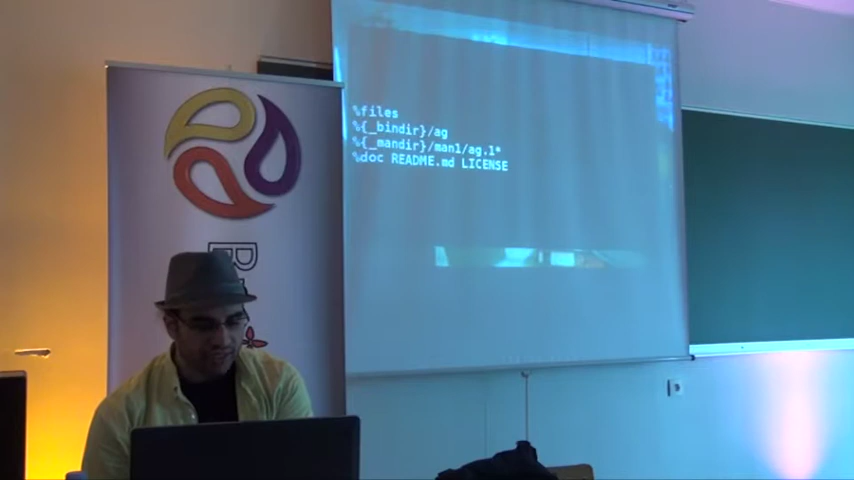 %files
%{_bindir}/ag
%{_mandir}/man1/ag.1*
%doc README.md LICENSE